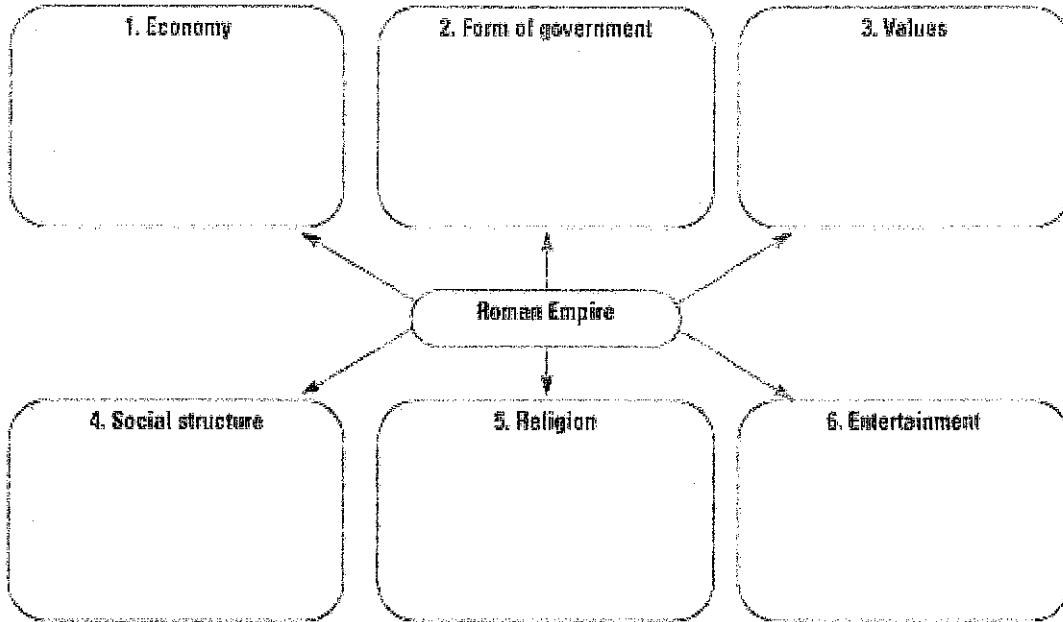 1. Economy
2. Form of government
3. Values
Roman Empire
4. Social structure
5. Religion
6. Entertainment